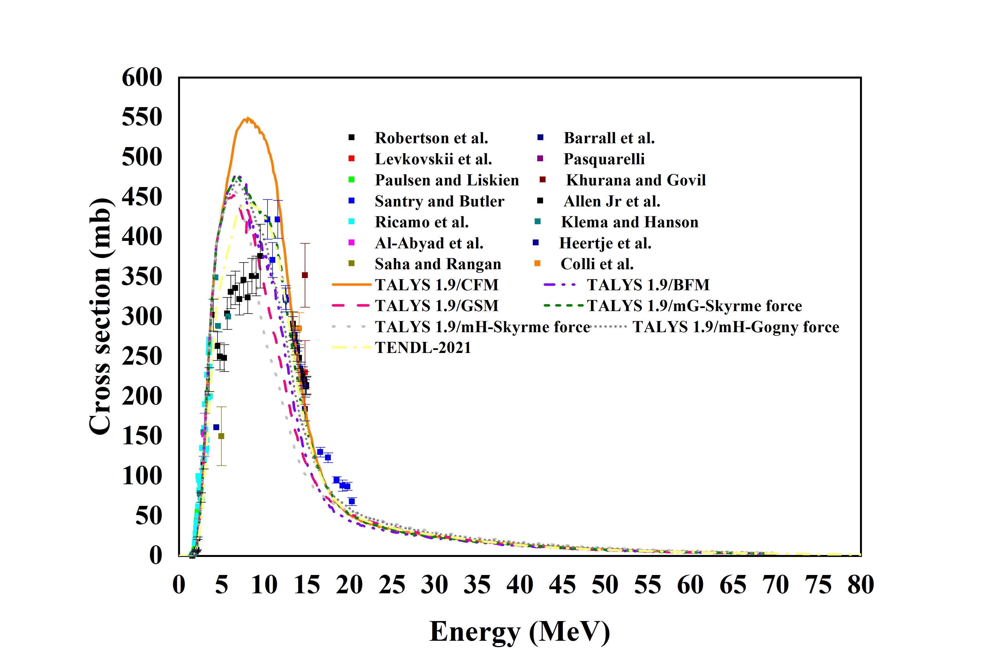 600
550
500
450
400
350
300
250
200
150
100
50
0
Cross section (mb)
Robertson et al. Barrall et al.
Levkovskii et al. Pasquarelli
Paulsen and Liskien Khurana and Govil
Santry and Butler Allen Jr et al.
Ricamo et al. Klema and Hanson
Al-Abyad et al. Heertje et al.
Saha and Rangan Colli et al.
TALYS 1.9/CFM TALYS 1.9/BFM
TALYS 1.9/GSM TALYS 1.9/mG-Skyrme force
TALYS 1.9/mH-Skyrme force TALYS 1.9/mH-Gogny force
TENDL-2021
0 5 10 15 20 25 30 35 40 45 50 55 60 65 70 75 80
Energy (MeV)